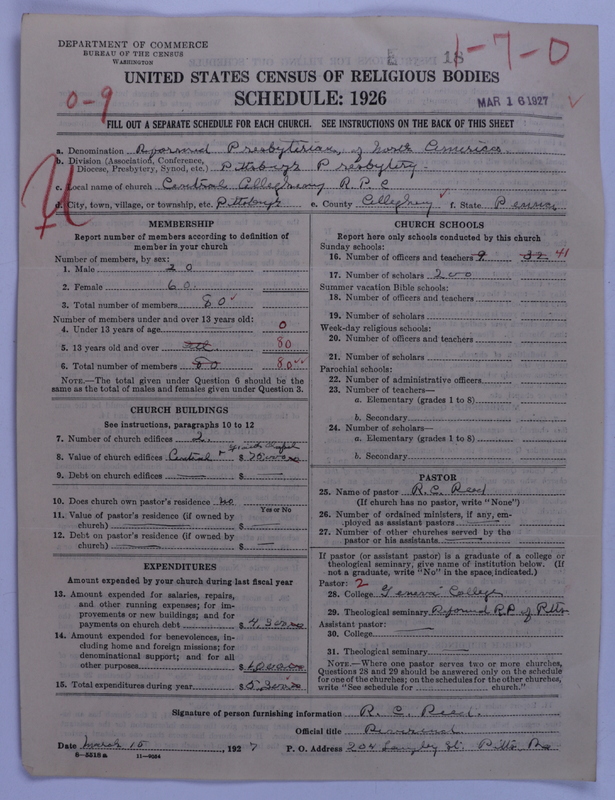 DEPARTMENT OF COMMERCE
BUREAU OF THE CENSUS
WASHINGTON
E 18
1-7-0
UNITED STATES CENSUS OF RELIGIOUS BODIES
0-9
SCHEDULE: 1926
MAR 16 1927
FILL OUT A SEPARATE SCHEDULE FOR EACH CHURCH. SEE INSTRUCTIONS ON THE BACK OF THIS SHEET
a. Denomination Reformed Presbyterian of North America
b. Division (Association, Conference, Diocese, Presbytery, Synod, etc.) Pittsburgh Presbytery
c. Local name of church Central Allegheny R.P.C
d. City, town, village, or township, etc. Pittsburgh e. County Allegheny f. State Penna
MEMBERSHIP
Report number of members according to definition of
member in your church
Number of members, by sex:
1. Male 20
2. Female 60
3. Total number of members 80
Number of members under and over 13 years old:
4. Under 13 years of age 0
5. 13 years old and over 80
6. Total number of members 80 80
NOTE.—The total given under Question 6 should be the
same as the total of males and females given under Question 3.
CHURCH BUILDINGS
See instructions, paragraphs 10 to 12
7. Number of church edifices 2
8. Value of church edifices Central + $
9. Debt on church edifices $
10. Does church own pastor's residence no
Yes or No
11. Value of pastor's residence (if owned by
church) $
12. Debt on pastor's residence (if owned by
church) $
EXPENDITURES
Amount expended by your church during last fiscal year
13. Amount expended for salaries, repairs,
and other running expenses; for im-
provements or new buildings; and for
payments on church debt $
14. Amount expended for benevolences, in-
cluding home and foreign missions; for
denominational support; and for all
other purposes $
15. Total expenditures during year $
CHURCH SCHOOLS
Report here only schools conducted by this church
Sunday schools:
16. Number of officers and teachers 9 32 41
17. Number of scholars 200
Summer vacation Bible schools:
18. Number of officers and teachers
19. Number of scholars
Week-day religious schools:
20. Number of officers and teachers
21. Number of scholars
Parochial schools:
22. Number of administrative officers
23. Number of teachers—
a. Elementary (grades 1 to 8)
b. Secondary
24. Number of scholars—
a. Elementary (grades 1 to 8)
b. Secondary
PASTOR
25. Name of pastor R. C. Reed
(If church has no pastor, write "None")
26. Number of ordained ministers, if any, em-
ployed as assistant pastors
27. Number of other churches served by the
pastor or his assistants
If pastor (or assistant pastor) is a graduate of a college or
theological seminary, give name of institution below. (If
not a graduate, write "No" in the space indicated.)
Pastor: 2
28. College Geneva College
29. Theological seminary Reformed R.P. of Pitts
Assistant pastor:
30. College
31. Theological seminary
NOTE.—Where one pastor serves two or more churches,
Questions 28 and 29 should be answered only on the schedule
for one of the churches; on the schedules for the other churches,
write "See schedule for church."
Signature of person furnishing information R. C. Reed.
Official title
Date March 15, 1927 P. O. Address 204 St. Pitts. Pa
6—5518a 11—9054